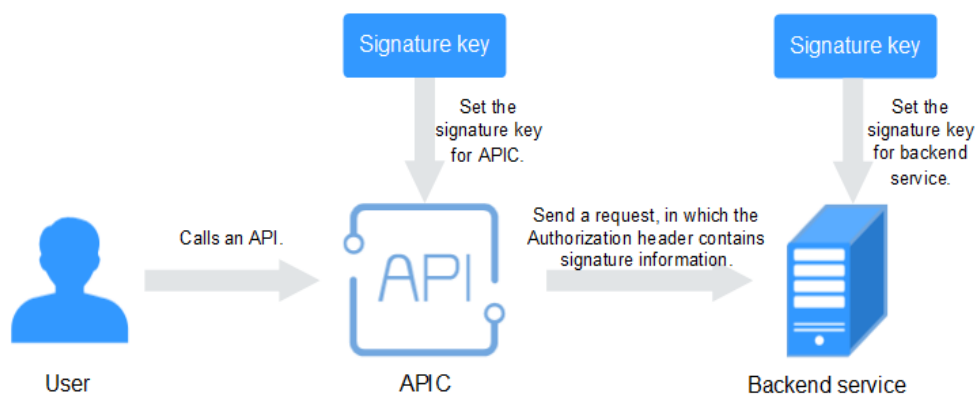 Signature key
Signature key
Set the
signature key
for APIC.
Set the
signature key
for backend
service.
Calls an API.
Send a request, in which the
Authorization header contains
signature information.
API
User
APIC
Backend service